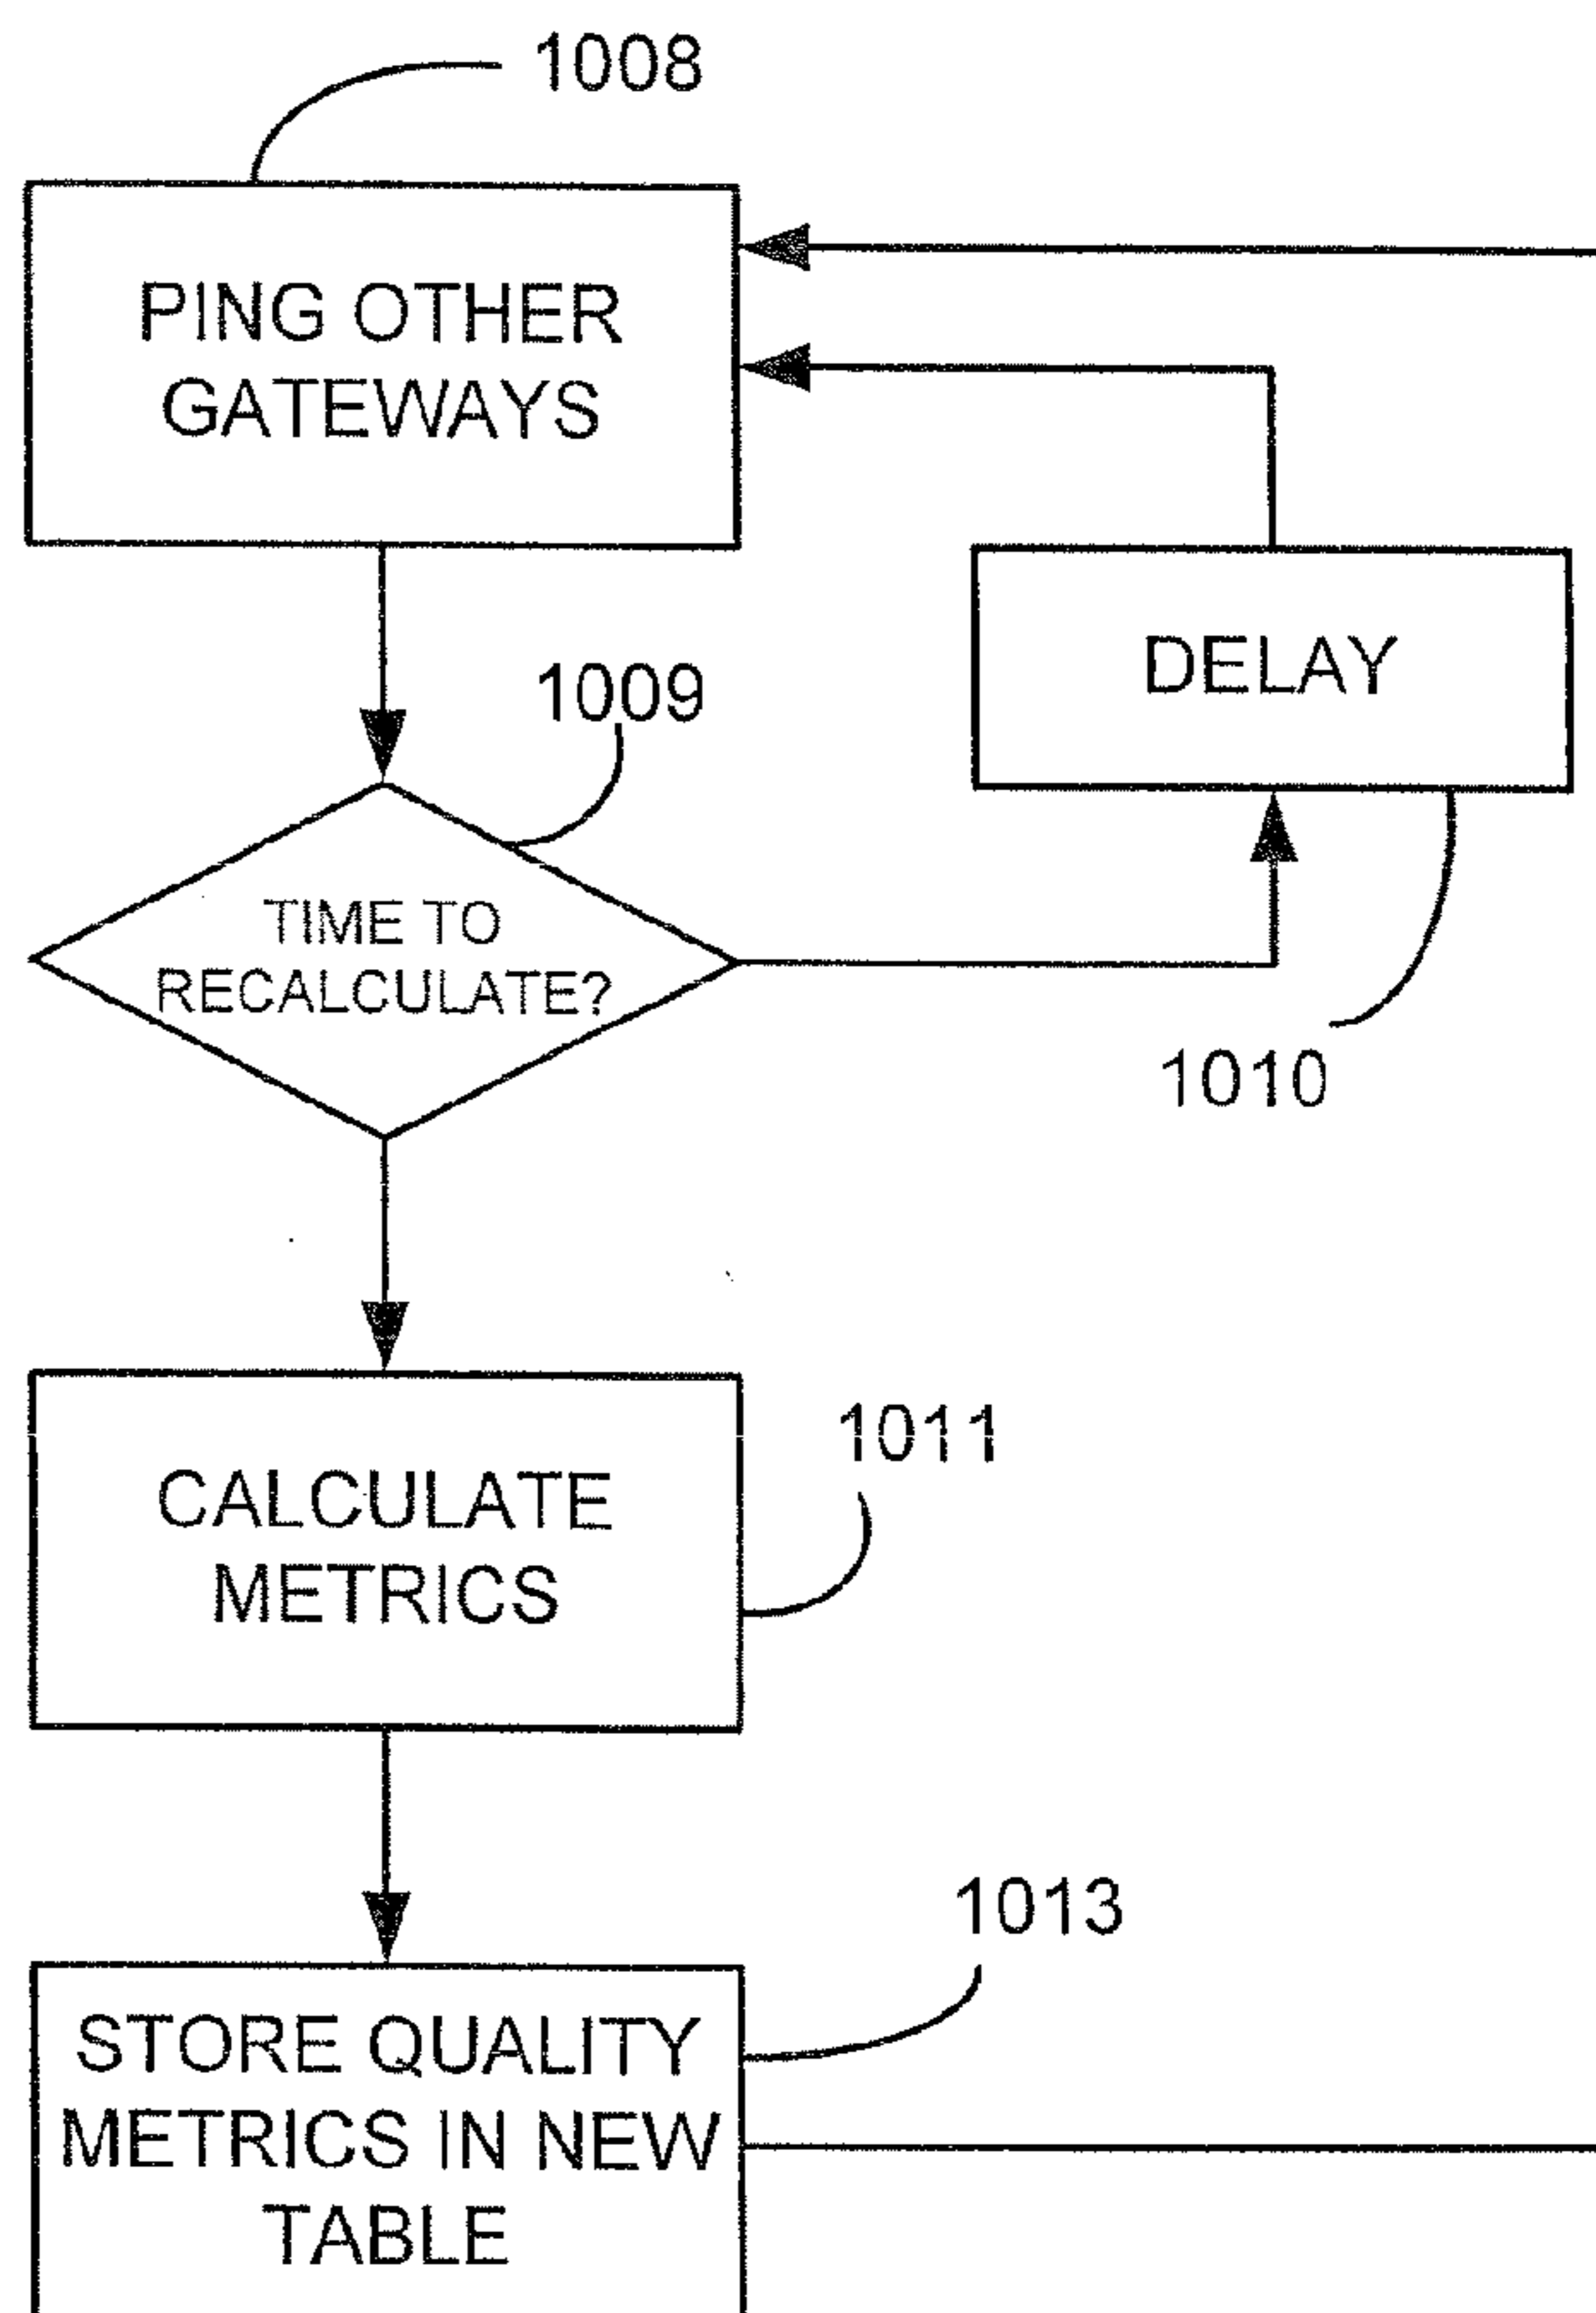 1008
PING OTHER
GATEWAYS
DELAY
1009
TIME TO
RECALCULATE?
1010
CALCULATE
METRICS
1011
1013
STORE QUALITY
METRICS IN NEW
TABLE